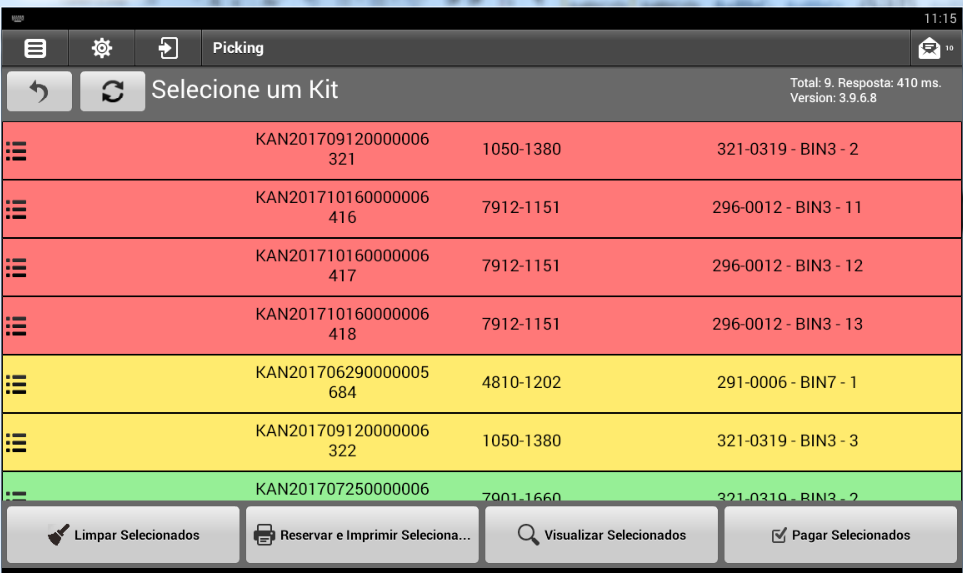 11:15
Picking
10
Selecione um Kit
Total: 9. Resposta: 410 ms.
Version: 3.9.6.8
KAN201709120000006
321
1050-1380
321-0319 - BIN3 - 2
KAN201710160000006
416
7912-1151
296-0012 - BIN3 - 11
KAN201710160000006
417
7912-1151
296-0012 - BIN3 - 12
KAN201710160000006
418
7912-1151
296-0012 - BIN3 - 13
KAN201706290000005
684
4810-1202
291-0006 - BIN7 - 1
KAN201709120000006
322
1050-1380
321-0319 - BIN3 - 3
KAN201707250000006
7901-1660
321-0319 - BIN3 - 2
Limpar Selecionados
Reservar e Imprimir Seleciona...
Visualizar Selecionados
Pagar Selecionados